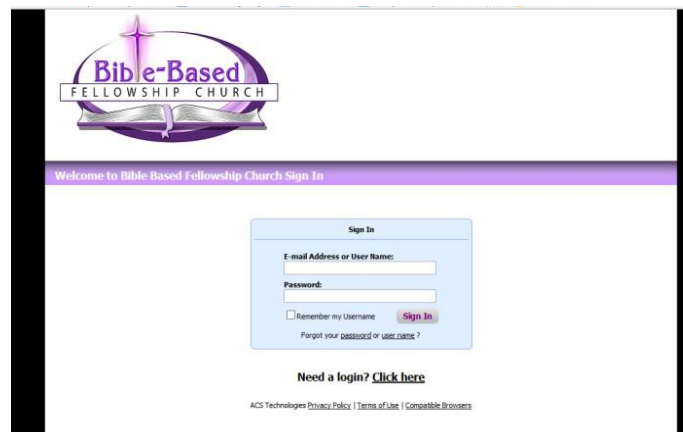 Bible-Based
FELLOWSHIP CHURCH
Welcome to Bible Based Fellowship Church Sign In
Sign In
E-mail Address or User Name:
Password:
Remember my Username
Sign In
Forgot your password or user name ?
Need a login? Click here
ACS Technologies Privacy Policy | Terms of Use | Compatible Browsers